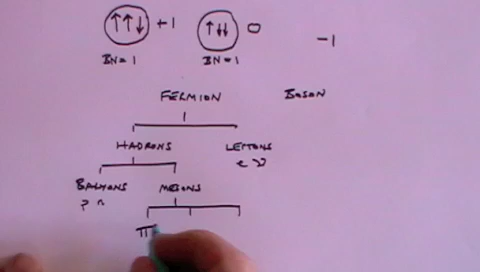 ↑↑↓ +1 ↑↓↓ 0 -1
BN=1 BN=1
FERMION BOSON
HADRONS LEPTONS
e ν
BARYONS MESONS
p n
π